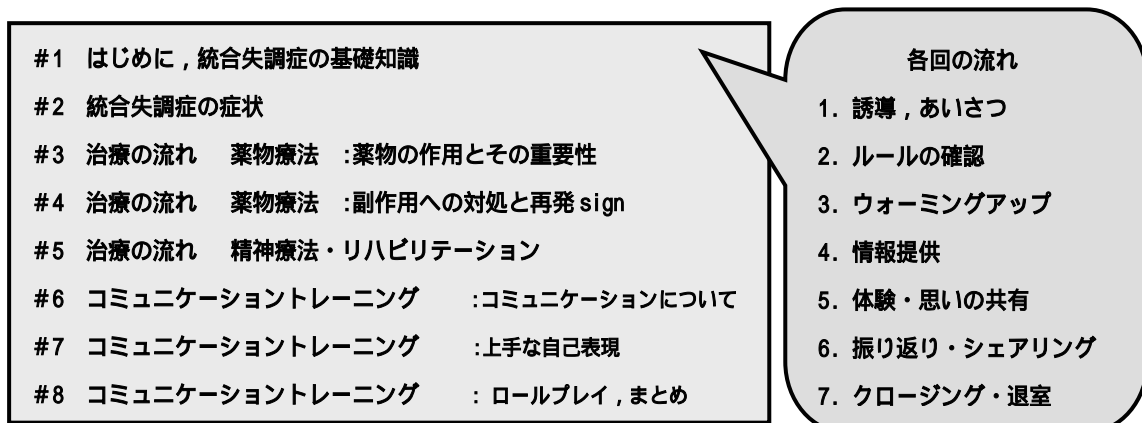 #1 はじめに，統合失調症の基礎知識
#2 統合失調症の症状
#3 治療の流れ 薬物療法 :薬物の作用とその重要性
#4 治療の流れ 薬物療法 :副作用への対処と再発sign
#5 治療の流れ 精神療法・リハビリテーション
#6 コミュニケーショントレーニング :コミュニケーションについて
#7 コミュニケーショントレーニング :上手な自己表現
#8 コミュニケーショントレーニング : ロールプレイ，まとめ
各回の流れ
1. 誘導，あいさつ
2. ルールの確認
3. ウォーミングアップ
4. 情報提供
5. 体験・思いの共有
6. 振り返り・シェアリング
7. クロージング・退室